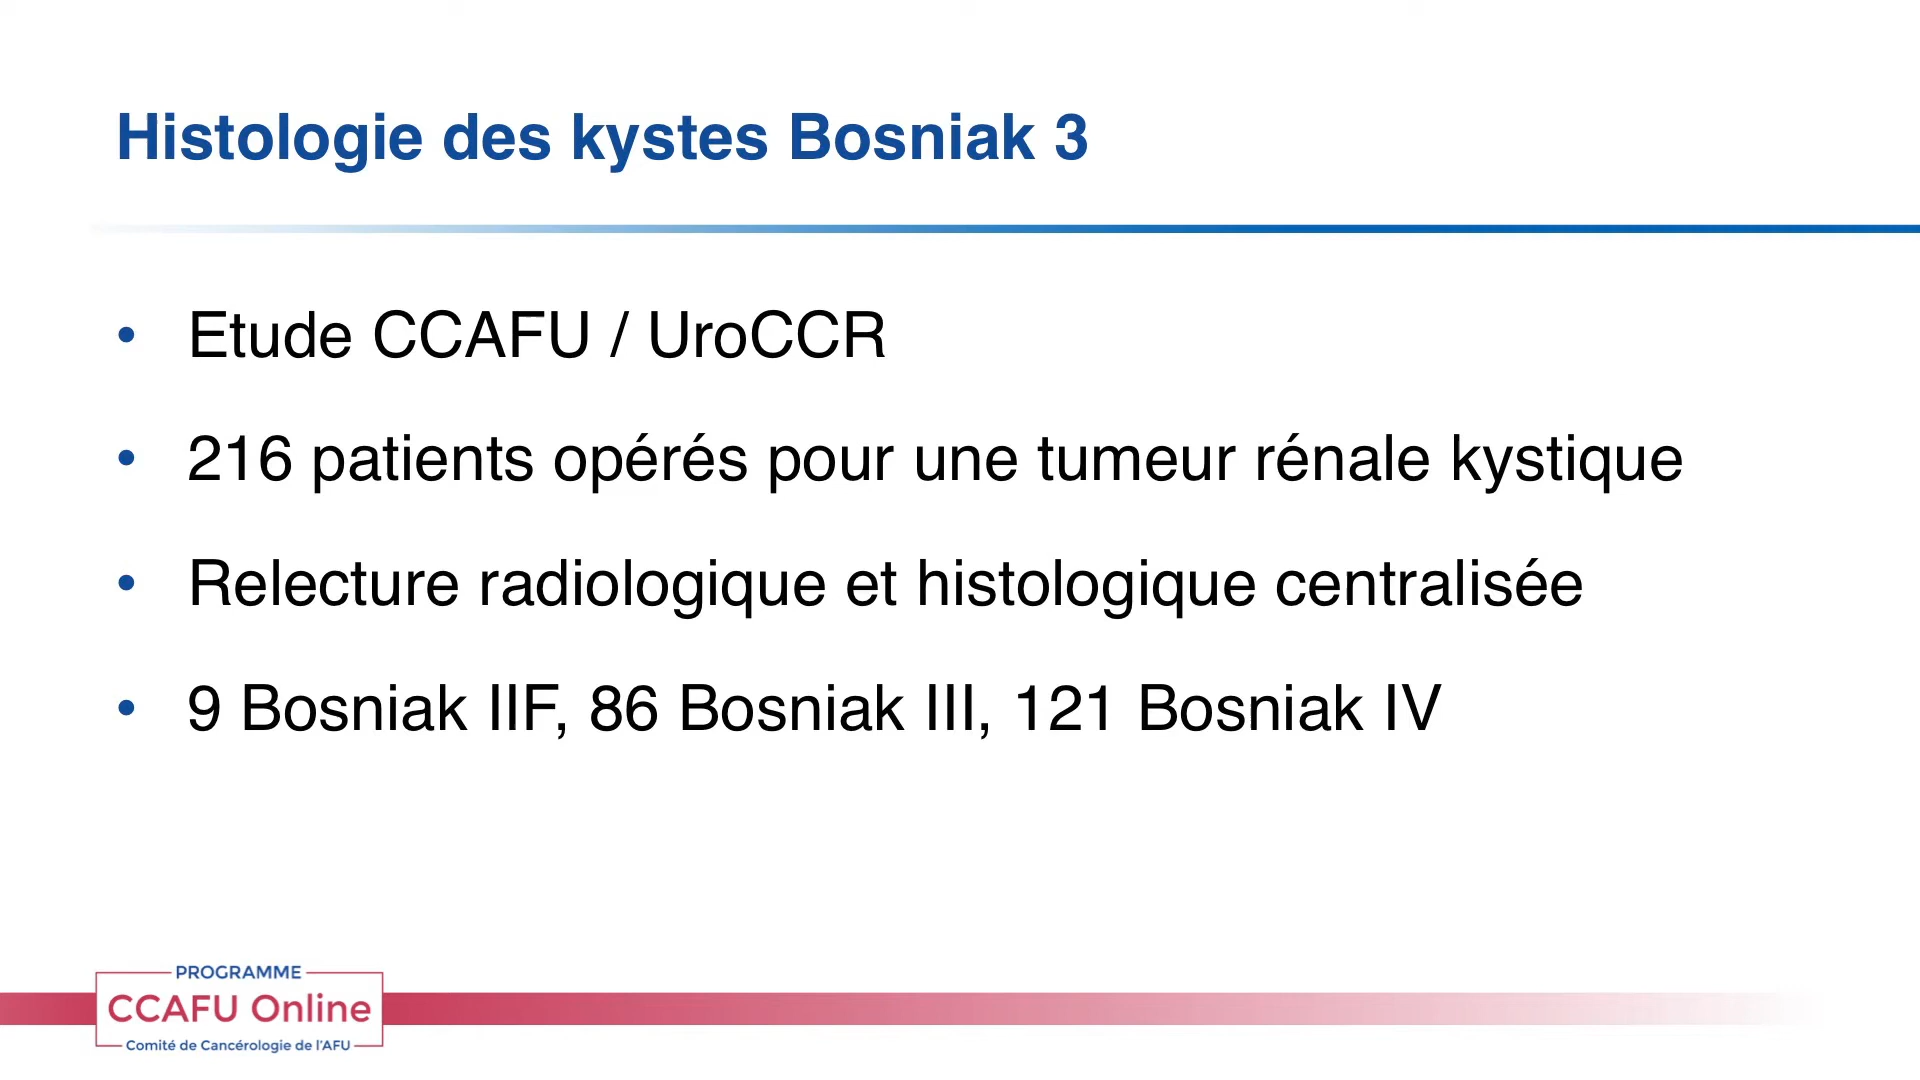 Histologie des kystes Bosniak 3
• Etude CCAFU / UroCCR
• 216 patients opérés pour une tumeur rénale kystique
• Relecture radiologique et histologique centralisée
• 9 Bosniak IIF, 86 Bosniak III, 121 Bosniak IV
PROGRAMME
CCAFU Online
Comité de Cancérologie de l'AFU